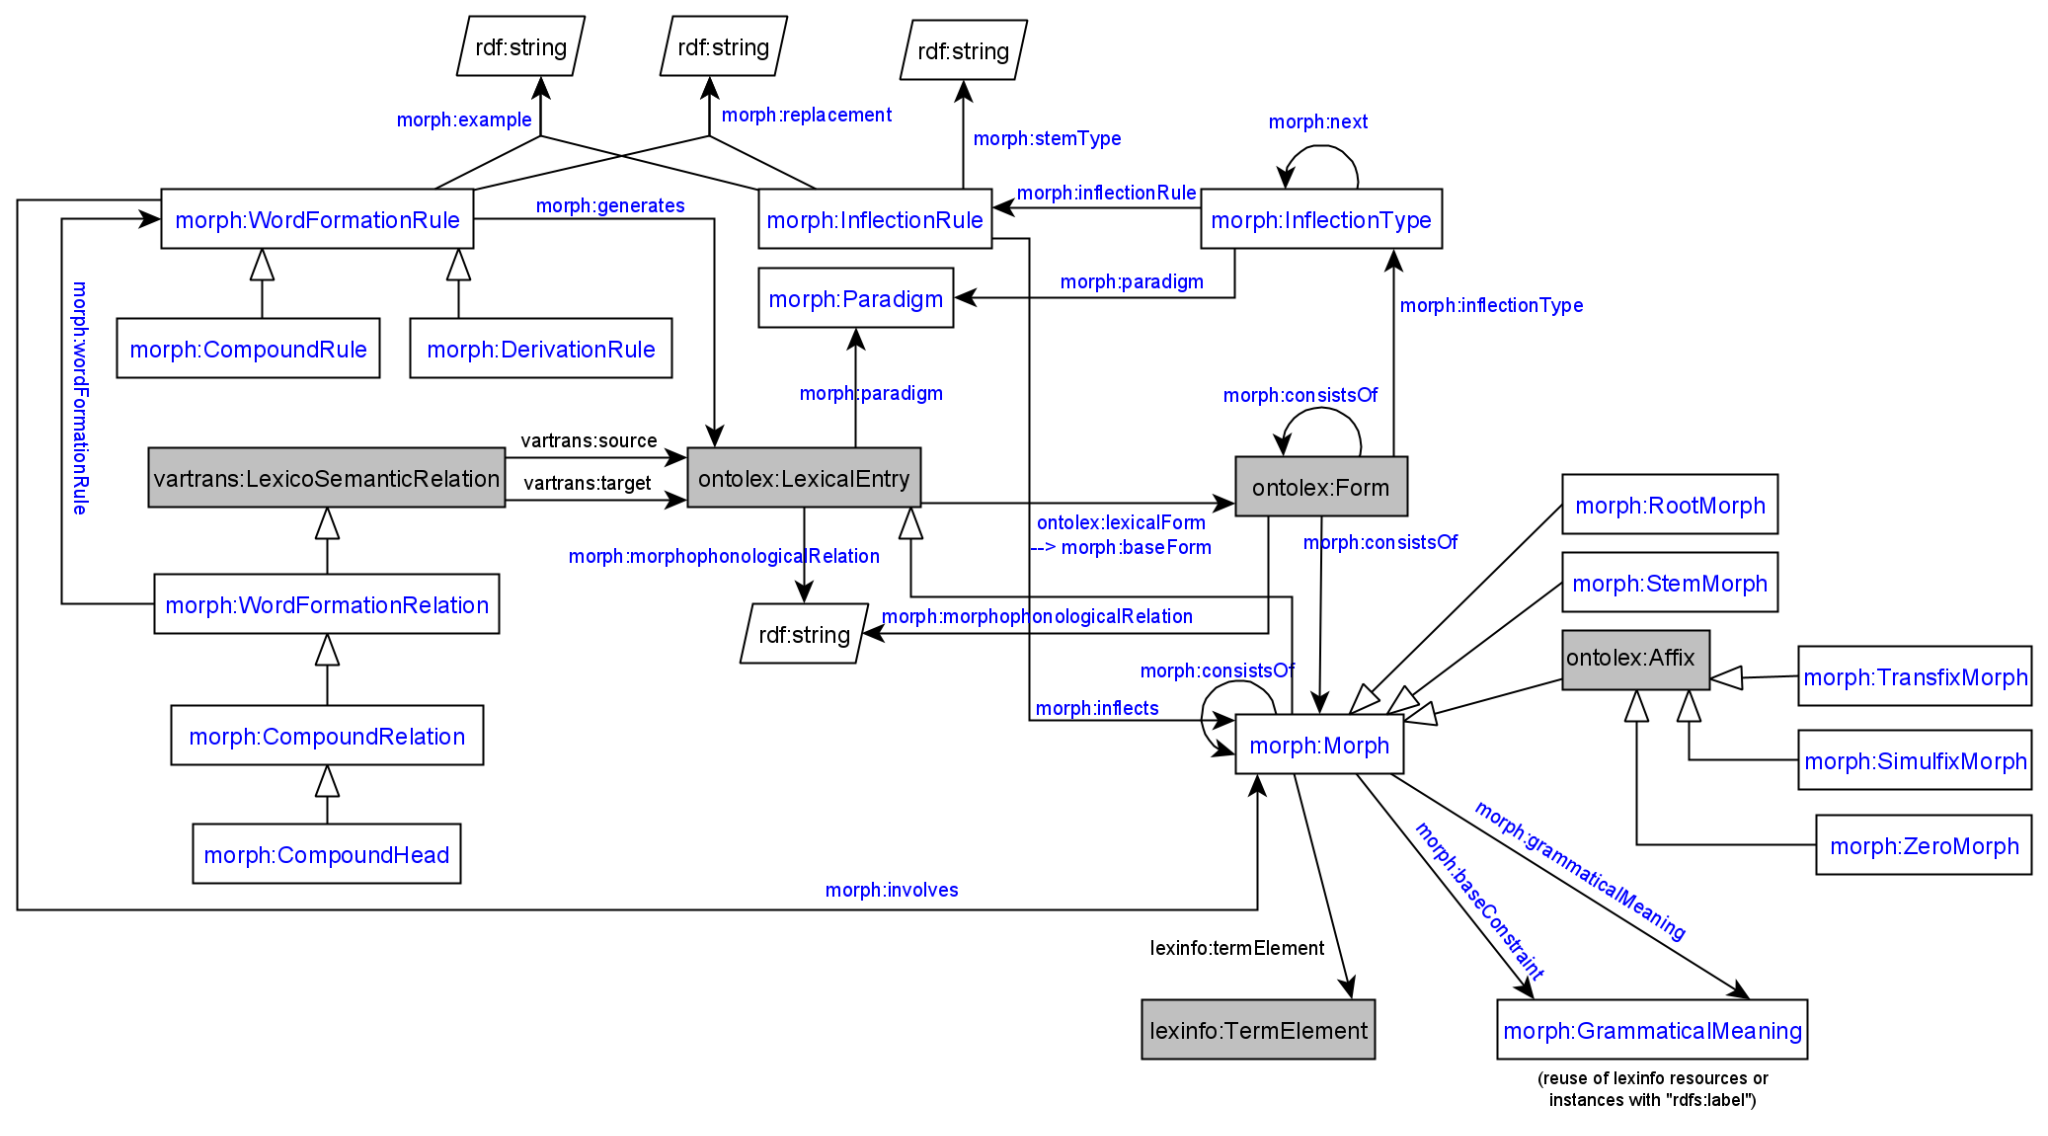 rdf:string
rdf:string
rdf:string
morph:example
morph:replacement
morph:stemType
morph:next
morph:WordFormationRule
morph:generates
morph:InflectionRule
morph:inflectionRule
morph:InflectionType
morph:Paradigm
morph:paradigm
morph:inflectionType
morph:CompoundRule
morph:DerivationRule
morph:wordFormationRule
morph:paradigm
morph:consistsOf
vartrans:LexicoSemanticRelation
vartrans:source
vartrans:target
ontolex:LexicalEntry
ontolex:Form
ontolex:lexicalForm
--> morph:baseForm
morph:consistsOf
morph:RootMorph
morph:morphophonologicalRelation
morph:StemMorph
morph:WordFormationRelation
rdf:string
morph:morphophonologicalRelation
ontolex:Affix
morph:TransfixMorph
morph:consistsOf
morph:inflects
morph:CompoundRelation
morph:Morph
morph:SimulfixMorph
morph:CompoundHead
morph:ZeroMorph
morph:involves
morph:grammaticalMeaning
morph:baseConstraint
lexinfo:termElement
lexinfo:TermElement
morph:GrammaticalMeaning
(reuse of lexinfo resources or
instances with "rdfs:label")